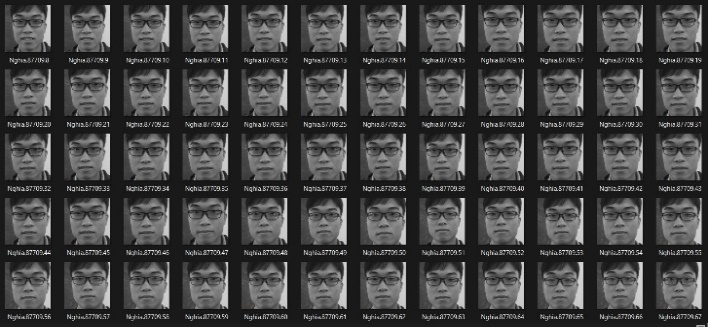 Nghia.87709.8 Nghia.87709.9 Nghia.87709.10 Nghia.87709.11 Nghia.87709.12 Nghia.87709.13 Nghia.87709.14 Nghia.87709.15 Nghia.87709.16 Nghia.87709.17 Nghia.87709.18 Nghia.87709.19
Nghia.87709.20 Nghia.87709.21 Nghia.87709.22 Nghia.87709.23 Nghia.87709.24 Nghia.87709.25 Nghia.87709.26 Nghia.87709.27 Nghia.87709.28 Nghia.87709.29 Nghia.87709.30 Nghia.87709.31
Nghia.87709.32 Nghia.87709.33 Nghia.87709.34 Nghia.87709.35 Nghia.87709.36 Nghia.87709.37 Nghia.87709.38 Nghia.87709.39 Nghia.87709.40 Nghia.87709.41 Nghia.87709.42 Nghia.87709.43
Nghia.87709.44 Nghia.87709.45 Nghia.87709.46 Nghia.87709.47 Nghia.87709.48 Nghia.87709.49 Nghia.87709.50 Nghia.87709.51 Nghia.87709.52 Nghia.87709.53 Nghia.87709.54 Nghia.87709.55
Nghia.87709.56 Nghia.87709.57 Nghia.87709.58 Nghia.87709.59 Nghia.87709.60 Nghia.87709.61 Nghia.87709.62 Nghia.87709.63 Nghia.87709.64 Nghia.87709.65 Nghia.87709.66 Nghia.87709.67